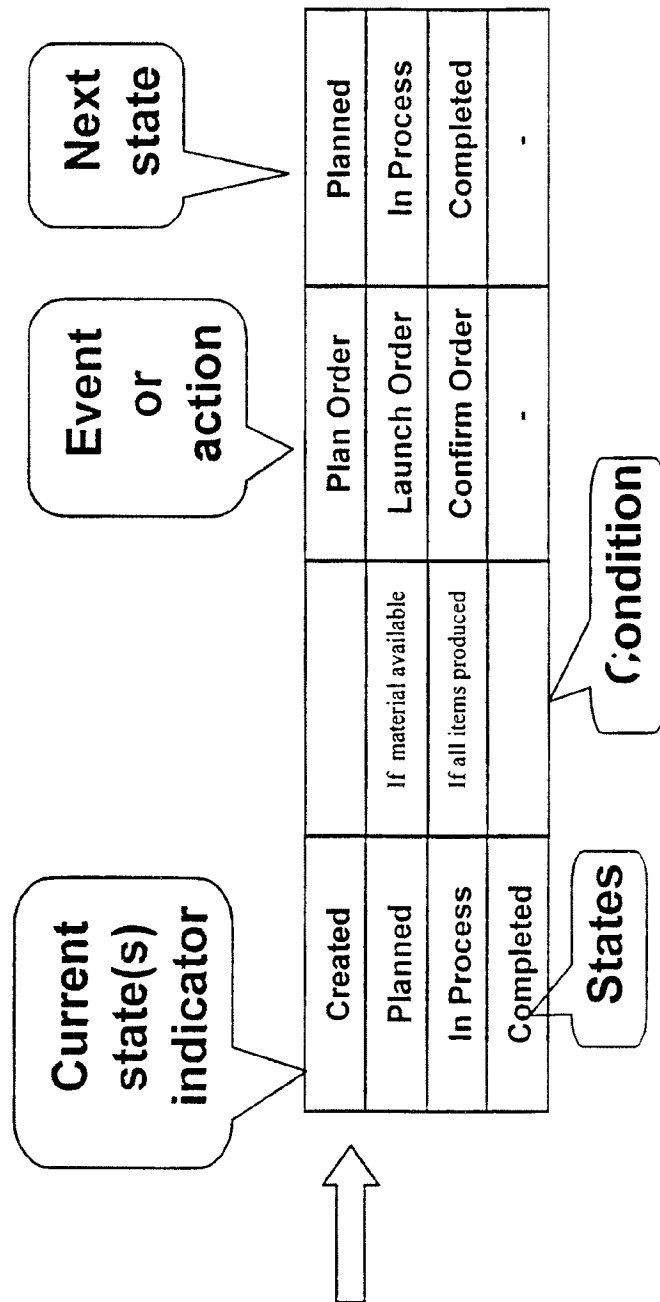 Current
state(s)
indicator
Event
or
action
Next
state
Created Plan Order Planned
Planned If material available Launch Order In Process
In Process If all items produced Confirm Order Completed
Completed - -
States
Condition